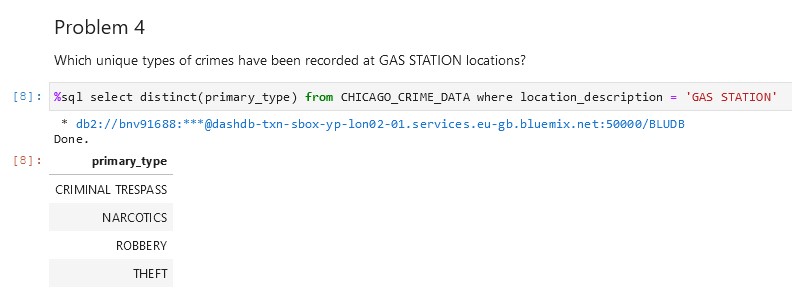 Problem 4
Which unique types of crimes have been recorded at GAS STATION locations?
[8]: %sql select distinct(primary_type) from CHICAGO_CRIME_DATA where location_description = 'GAS STATION'
* db2://bnv91688:***@dashdb-txn-sbox-yp-lon02-01.services.eu-gb.bluemix.net:50000/BLUDB
Done.
[8]: primary_type
CRIMINAL TRESPASS
NARCOTICS
ROBBERY
THEFT